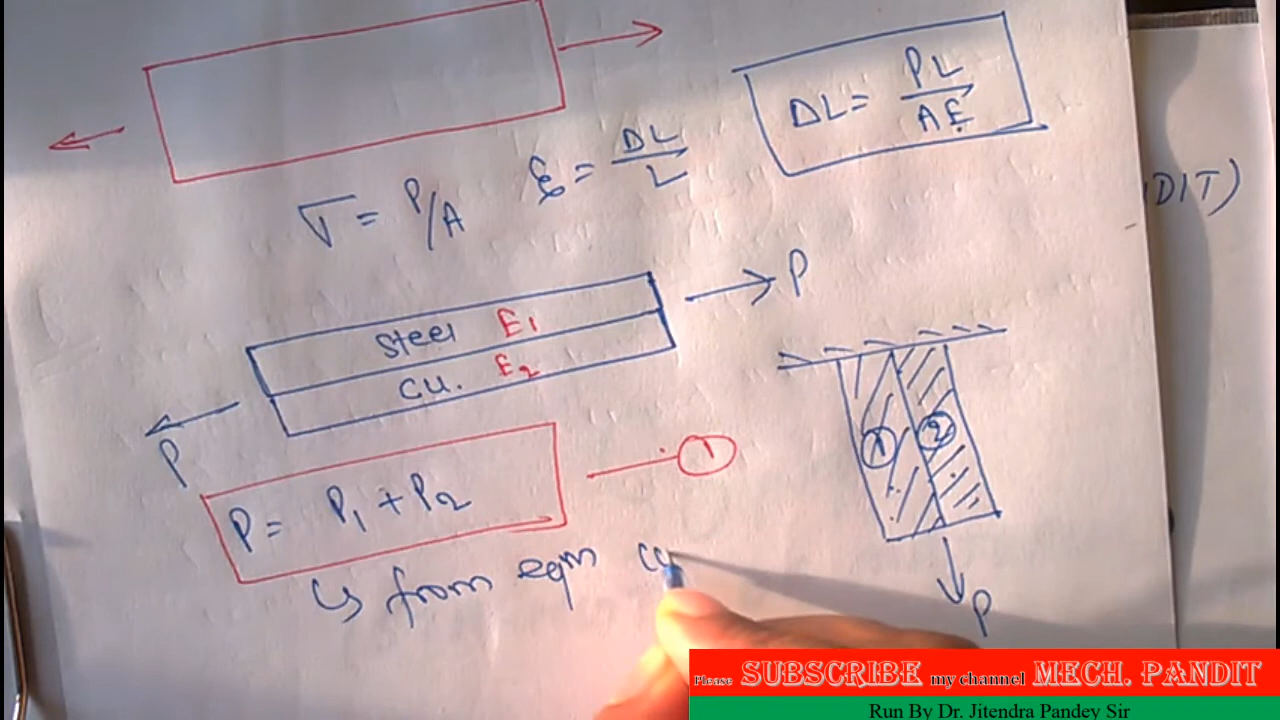 ΔL = PL/AE
ε = ΔL/L
σ = P/A
DIT)
P
Steel E1
CU. E2
P
P = P1 + P2
1
↳ from eqm co
1 2
P
Please SUBSCRIBE my channel MECH. PANDIT
Run By Dr. Jitendra Pandey Sir